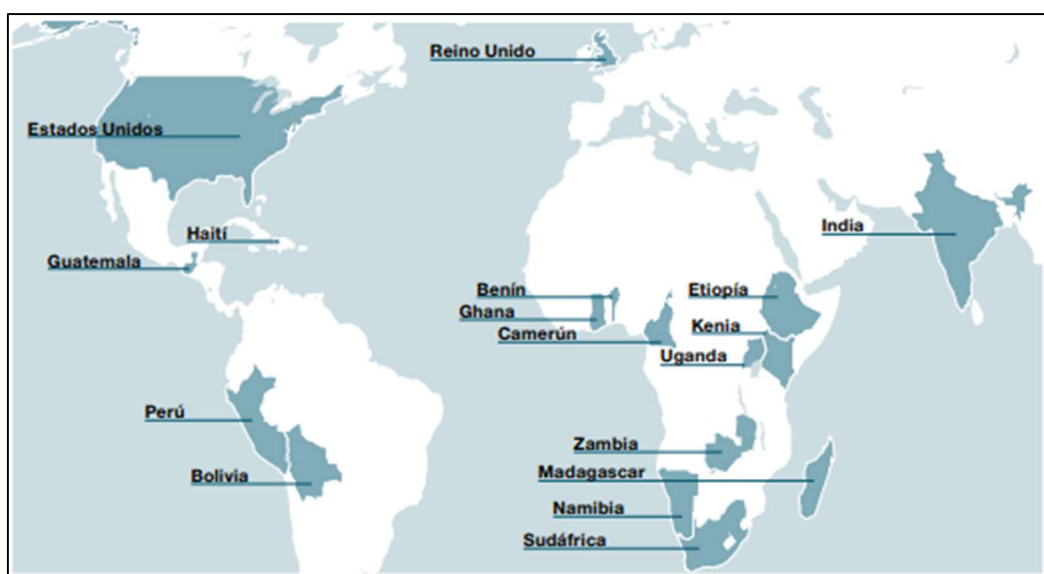 Reino Unido
Estados Unidos
Haití
India
Guatemala
Benín
Etiopía
Ghana
Kenia
Camerún
Uganda
Perú
Zambia
Bolivia
Madagascar
Namibia
Sudáfrica